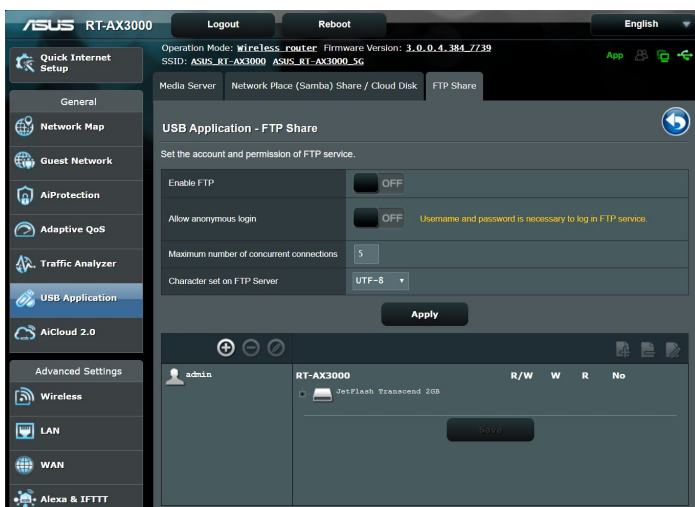 ASUS RT-AX3000 Logout Reboot English
Operation Mode: Wireless router Firmware Version: 3.0.0.4.384_7739
SSID: ASUS_RT-AX3000 ASUS_RT-AX3000_5G
App
Quick Internet
Setup
General
Network Map
Guest Network
AiProtection
Adaptive QoS
Traffic Analyzer
USB Application
AiCloud 2.0
Advanced Settings
Wireless
LAN
WAN
Alexa & IFTTT
Media Server Network Place (Samba) Share / Cloud Disk FTP Share
USB Application - FTP Share
Set the account and permission of FTP service.
Enable FTP OFF
Allow anonymous login OFF Username and password is necessary to log in FTP service.
Maximum number of concurrent connections 5
Character set on FTP Server UTF-8
Apply
admin
RT-AX3000 R/W W R No
JetFlash Transcend 2GB
Save